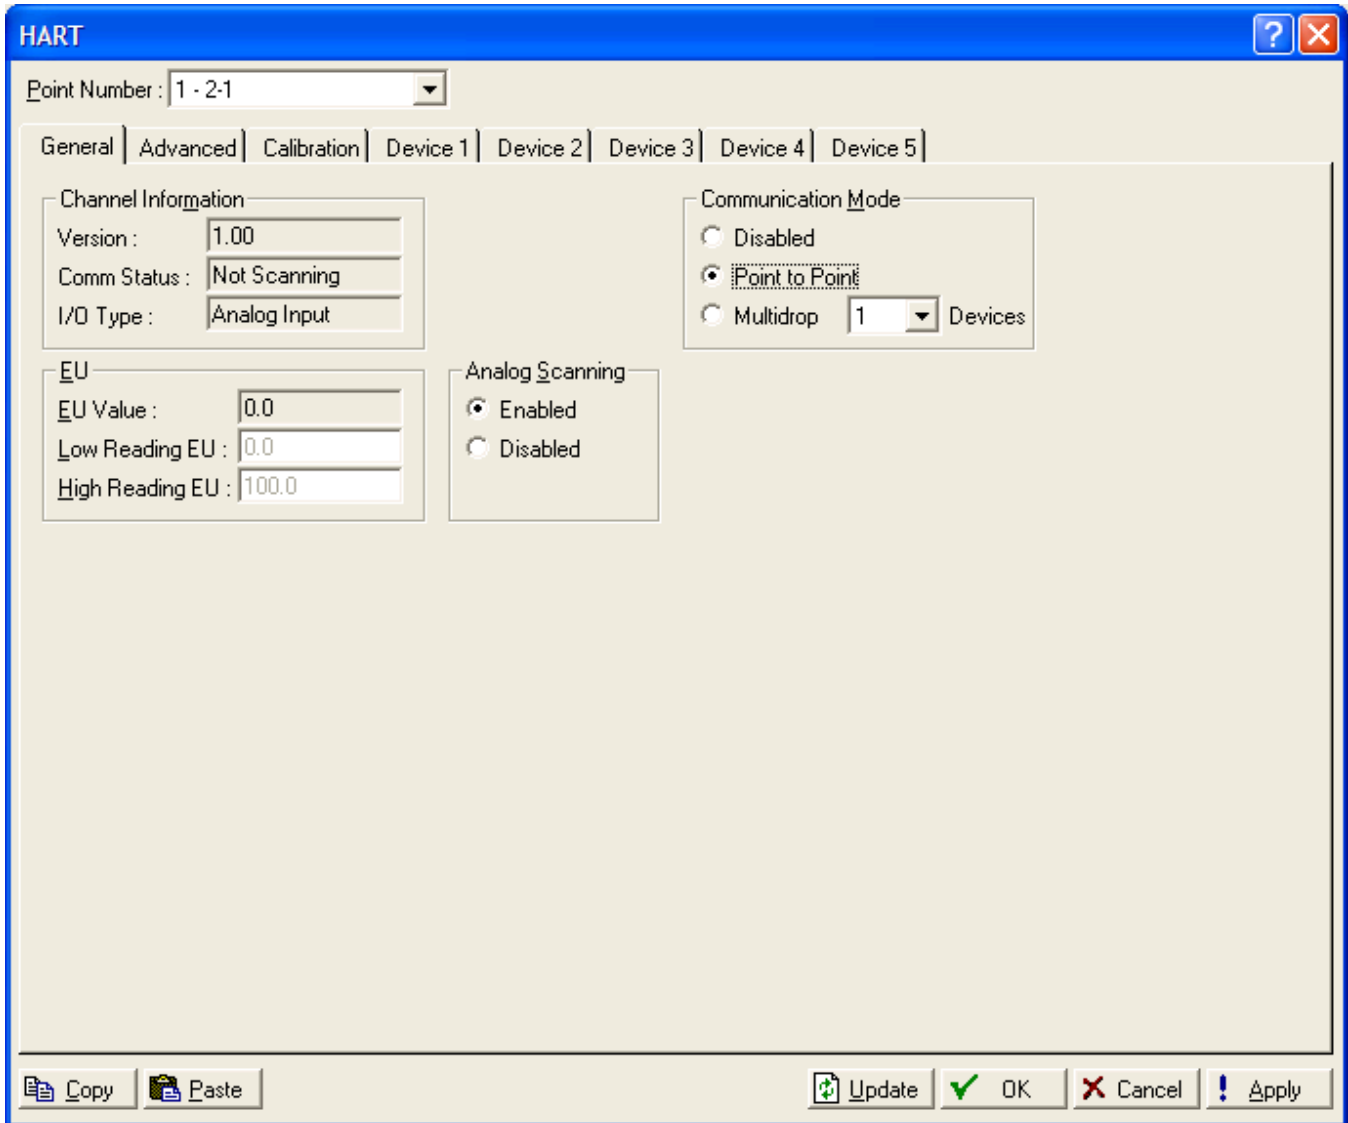 HART
Point Number : 1 - 2-1
General Advanced Calibration Device 1 Device 2 Device 3 Device 4 Device 5
Channel Information
Version : 1.00
Comm Status : Not Scanning
I/O Type : Analog Input
Communication Mode
Disabled
Point to Point
Multidrop 1 Devices
EU
EU Value : 0.0
Low Reading EU : 0.0
High Reading EU : 100.0
Analog Scanning
Enabled
Disabled
Copy Paste Update OK Cancel Apply